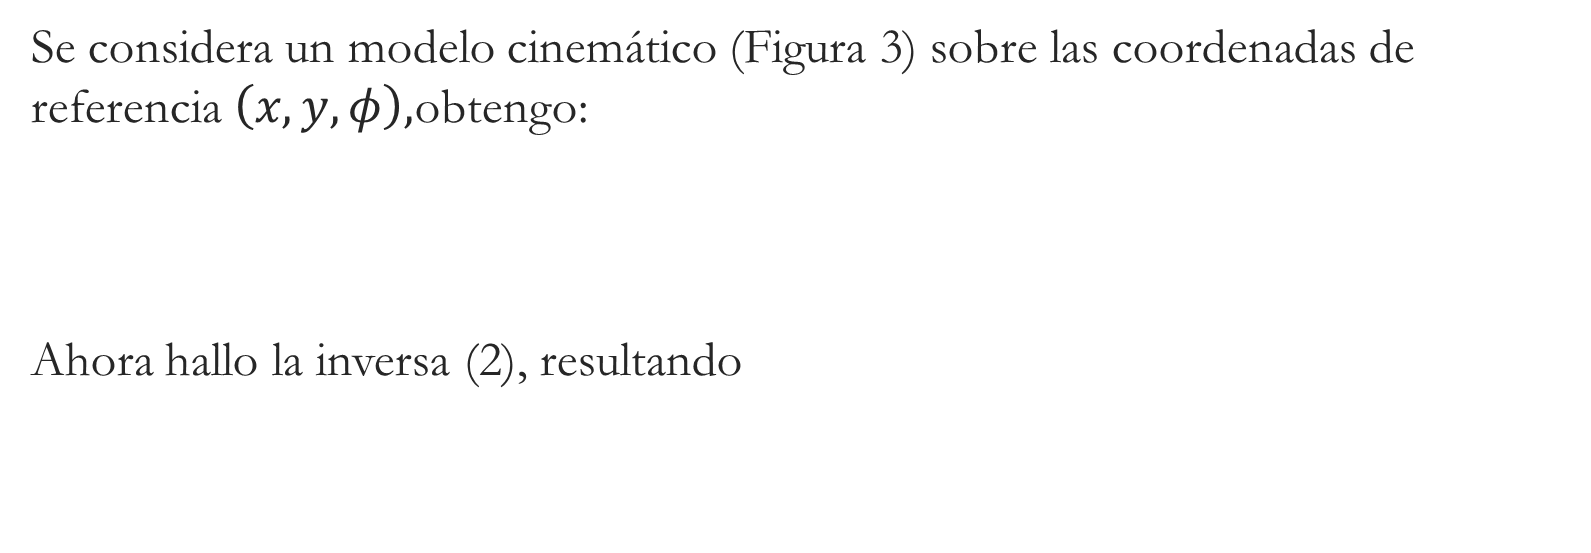 Se considera un modelo cinemático (Figura 3) sobre las coordenadas de
referencia (x, y, ϕ),obtengo:
Ahora hallo la inversa (2), resultando